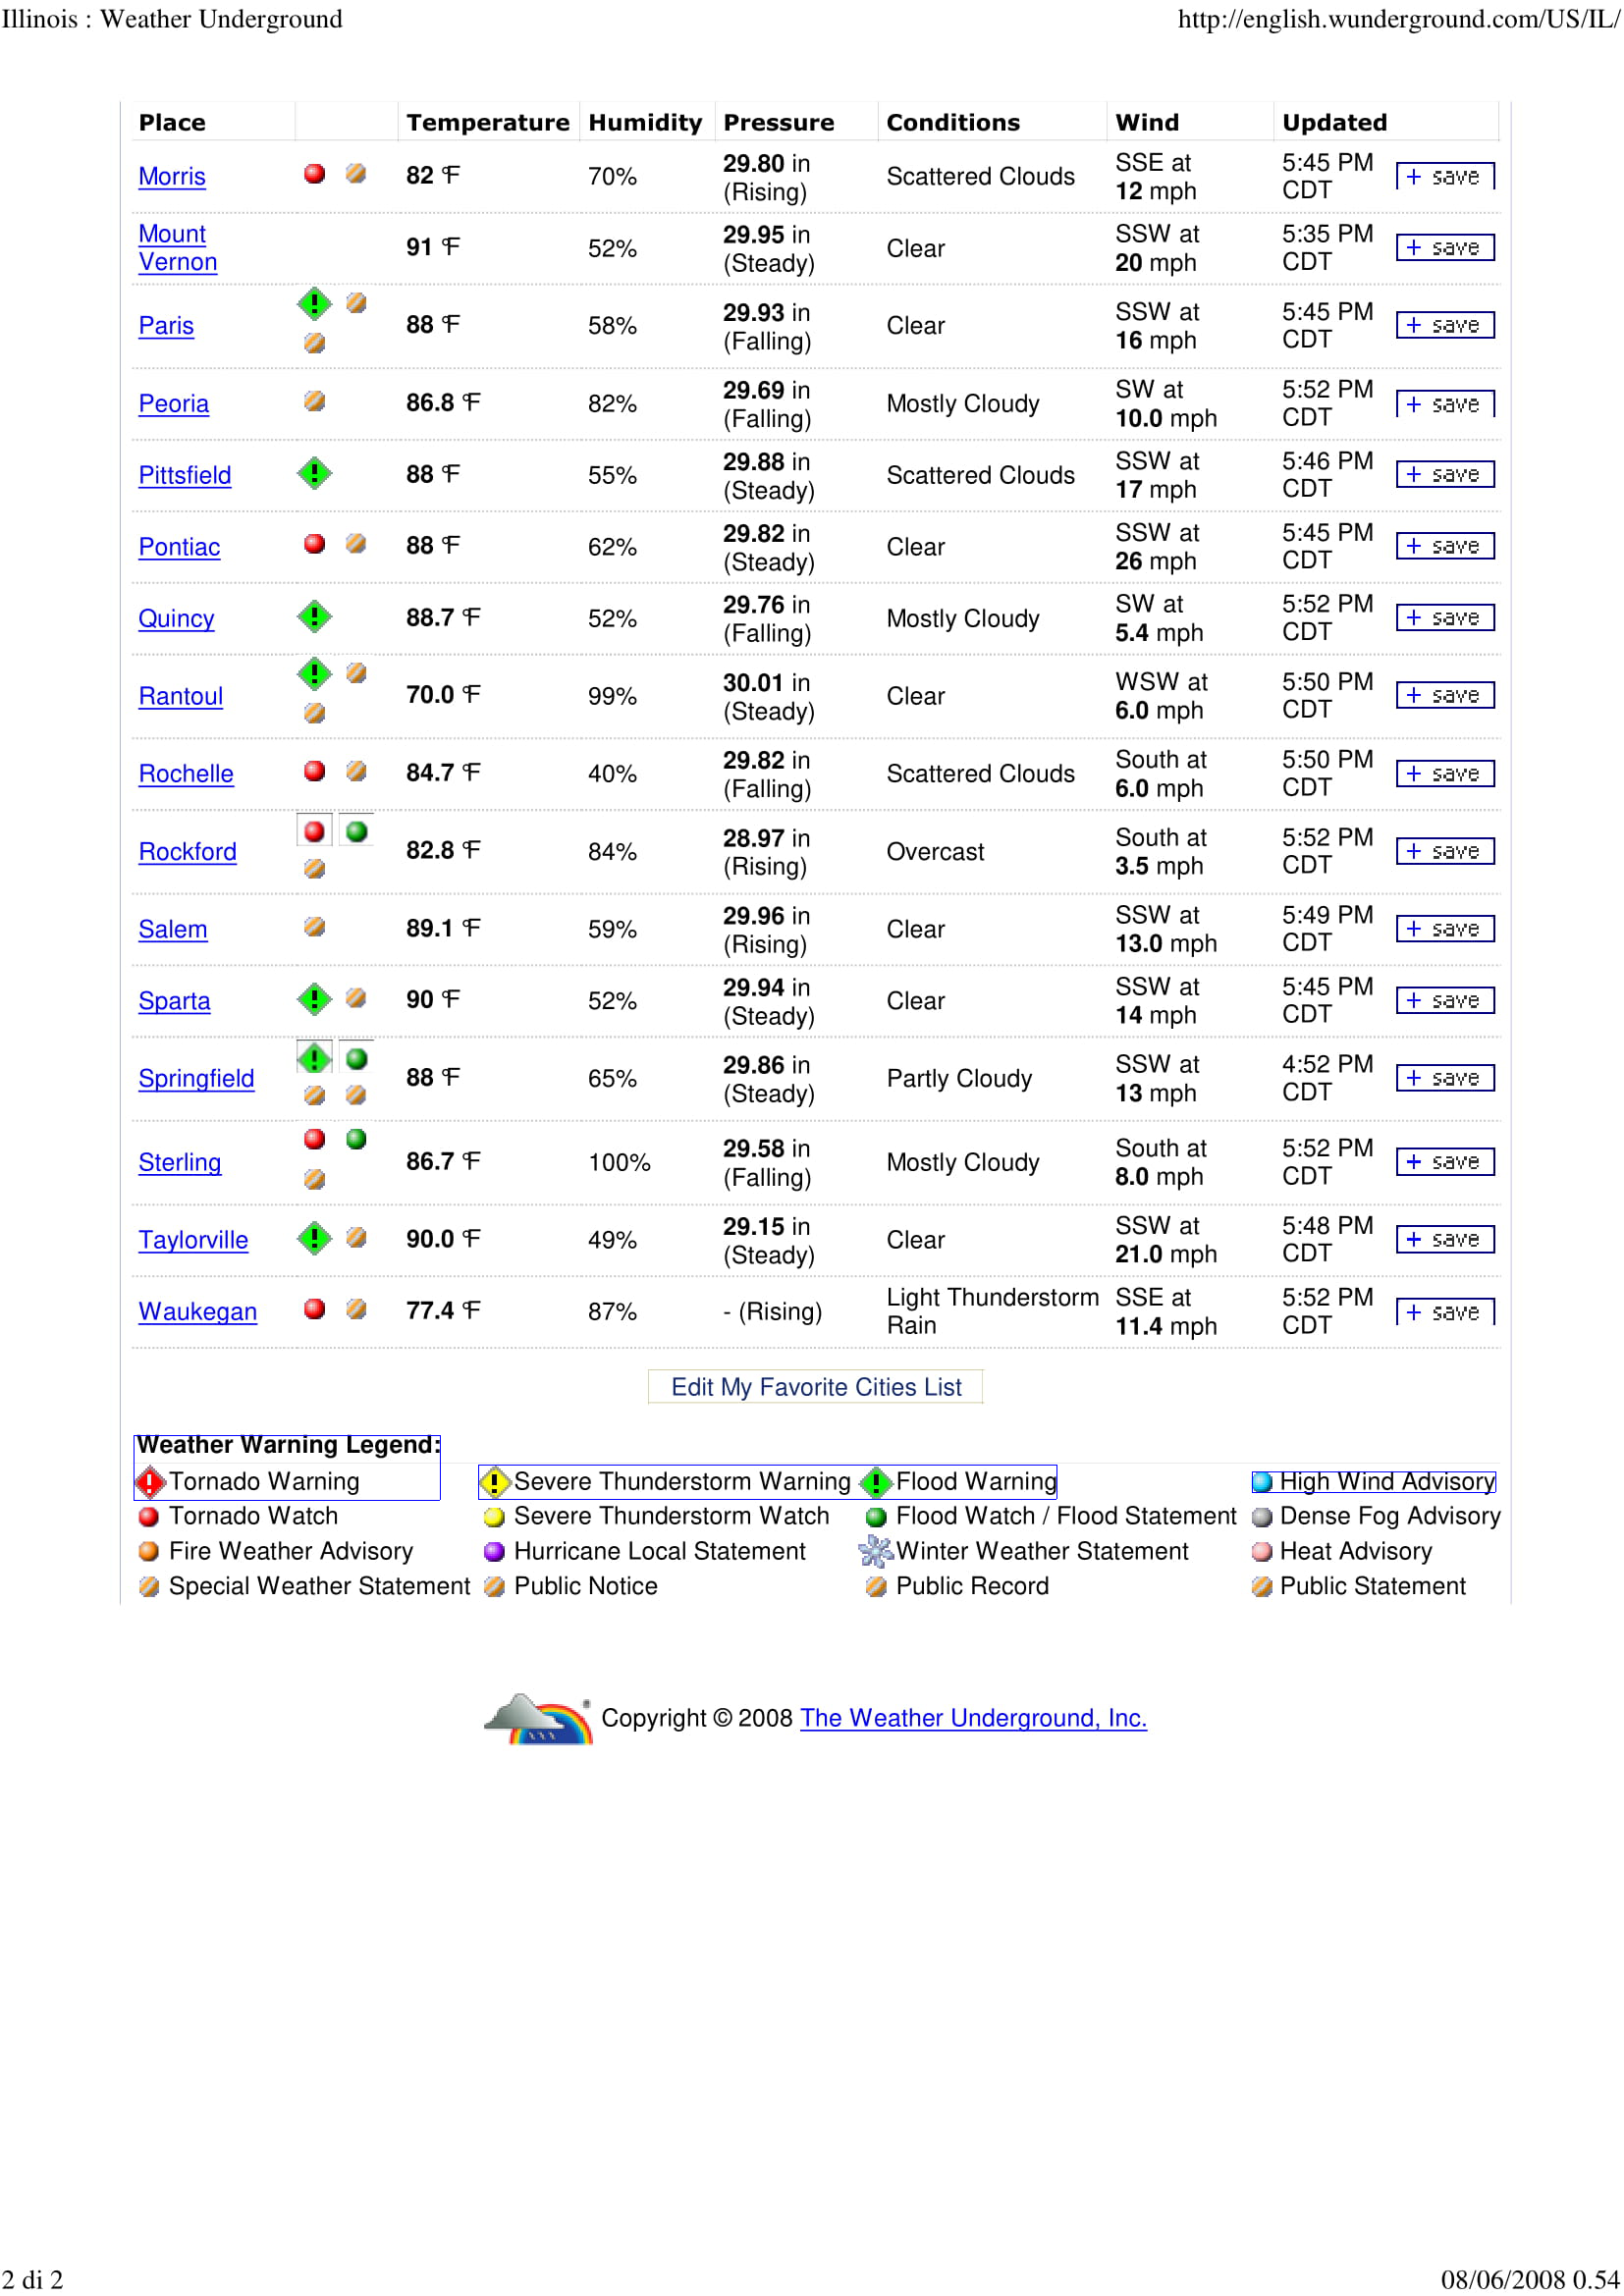 Illinois : Weather Underground http://english.wunderground.com/US/IL/
Place Temperature Humidity Pressure Conditions Wind Updated
Morris 82 °F 70% 29.80 in (Rising) Scattered Clouds SSE at 12 mph 5:45 PM CDT + save
Mount Vernon 91 °F 52% 29.95 in (Steady) Clear SSW at 20 mph 5:35 PM CDT + save
Paris 88 °F 58% 29.93 in (Falling) Clear SSW at 16 mph 5:45 PM CDT + save
Peoria 86.8 °F 82% 29.69 in (Falling) Mostly Cloudy SW at 10.0 mph 5:52 PM CDT + save
Pittsfield 88 °F 55% 29.88 in (Steady) Scattered Clouds SSW at 17 mph 5:46 PM CDT + save
Pontiac 88 °F 62% 29.82 in (Steady) Clear SSW at 26 mph 5:45 PM CDT + save
Quincy 88.7 °F 52% 29.76 in (Falling) Mostly Cloudy SW at 5.4 mph 5:52 PM CDT + save
Rantoul 70.0 °F 99% 30.01 in (Steady) Clear WSW at 6.0 mph 5:50 PM CDT + save
Rochelle 84.7 °F 40% 29.82 in (Falling) Scattered Clouds South at 6.0 mph 5:50 PM CDT + save
Rockford 82.8 °F 84% 28.97 in (Rising) Overcast South at 3.5 mph 5:52 PM CDT + save
Salem 89.1 °F 59% 29.96 in (Rising) Clear SSW at 13.0 mph 5:49 PM CDT + save
Sparta 90 °F 52% 29.94 in (Steady) Clear SSW at 14 mph 5:45 PM CDT + save
Springfield 88 °F 65% 29.86 in (Steady) Partly Cloudy SSW at 13 mph 4:52 PM CDT + save
Sterling 86.7 °F 100% 29.58 in (Falling) Mostly Cloudy South at 8.0 mph 5:52 PM CDT + save
Taylorville 90.0 °F 49% 29.15 in (Steady) Clear SSW at 21.0 mph 5:48 PM CDT + save
Waukegan 77.4 °F 87% - (Rising) Light Thunderstorm Rain SSE at 11.4 mph 5:52 PM CDT + save
Edit My Favorite Cities List
Weather Warning Legend:
Tornado Warning Severe Thunderstorm Warning Flood Warning High Wind Advisory
Tornado Watch Severe Thunderstorm Watch Flood Watch / Flood Statement Dense Fog Advisory
Fire Weather Advisory Hurricane Local Statement Winter Weather Statement Heat Advisory
Special Weather Statement Public Notice Public Record Public Statement
® Copyright © 2008 The Weather Underground, Inc.
2 di 2 08/06/2008 0.54